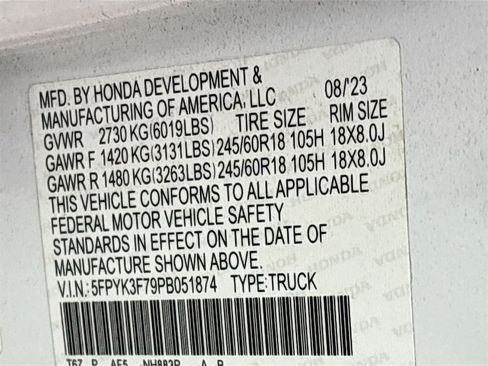 MFD. BY HONDA DEVELOPMENT &
MANUFACTURING OF AMERICA, LLC 08/'23
GVWR 2730 KG(6019LBS) TIRE SIZE RIM SIZE
GAWR F 1420 KG(3131LBS) 245/60R18 105H 18X8.0J
GAWR R 1480 KG(3263LBS) 245/60R18 105H 18X8.0J
THIS VEHICLE CONFORMS TO ALL APPLICABLE
FEDERAL MOTOR VEHICLE SAFETY
STANDARDS IN EFFECT ON THE DATE OF
MANUFACTURE SHOWN ABOVE.
V.I.N.: 5FPYK3F79PB051874 TYPE:TRUCK